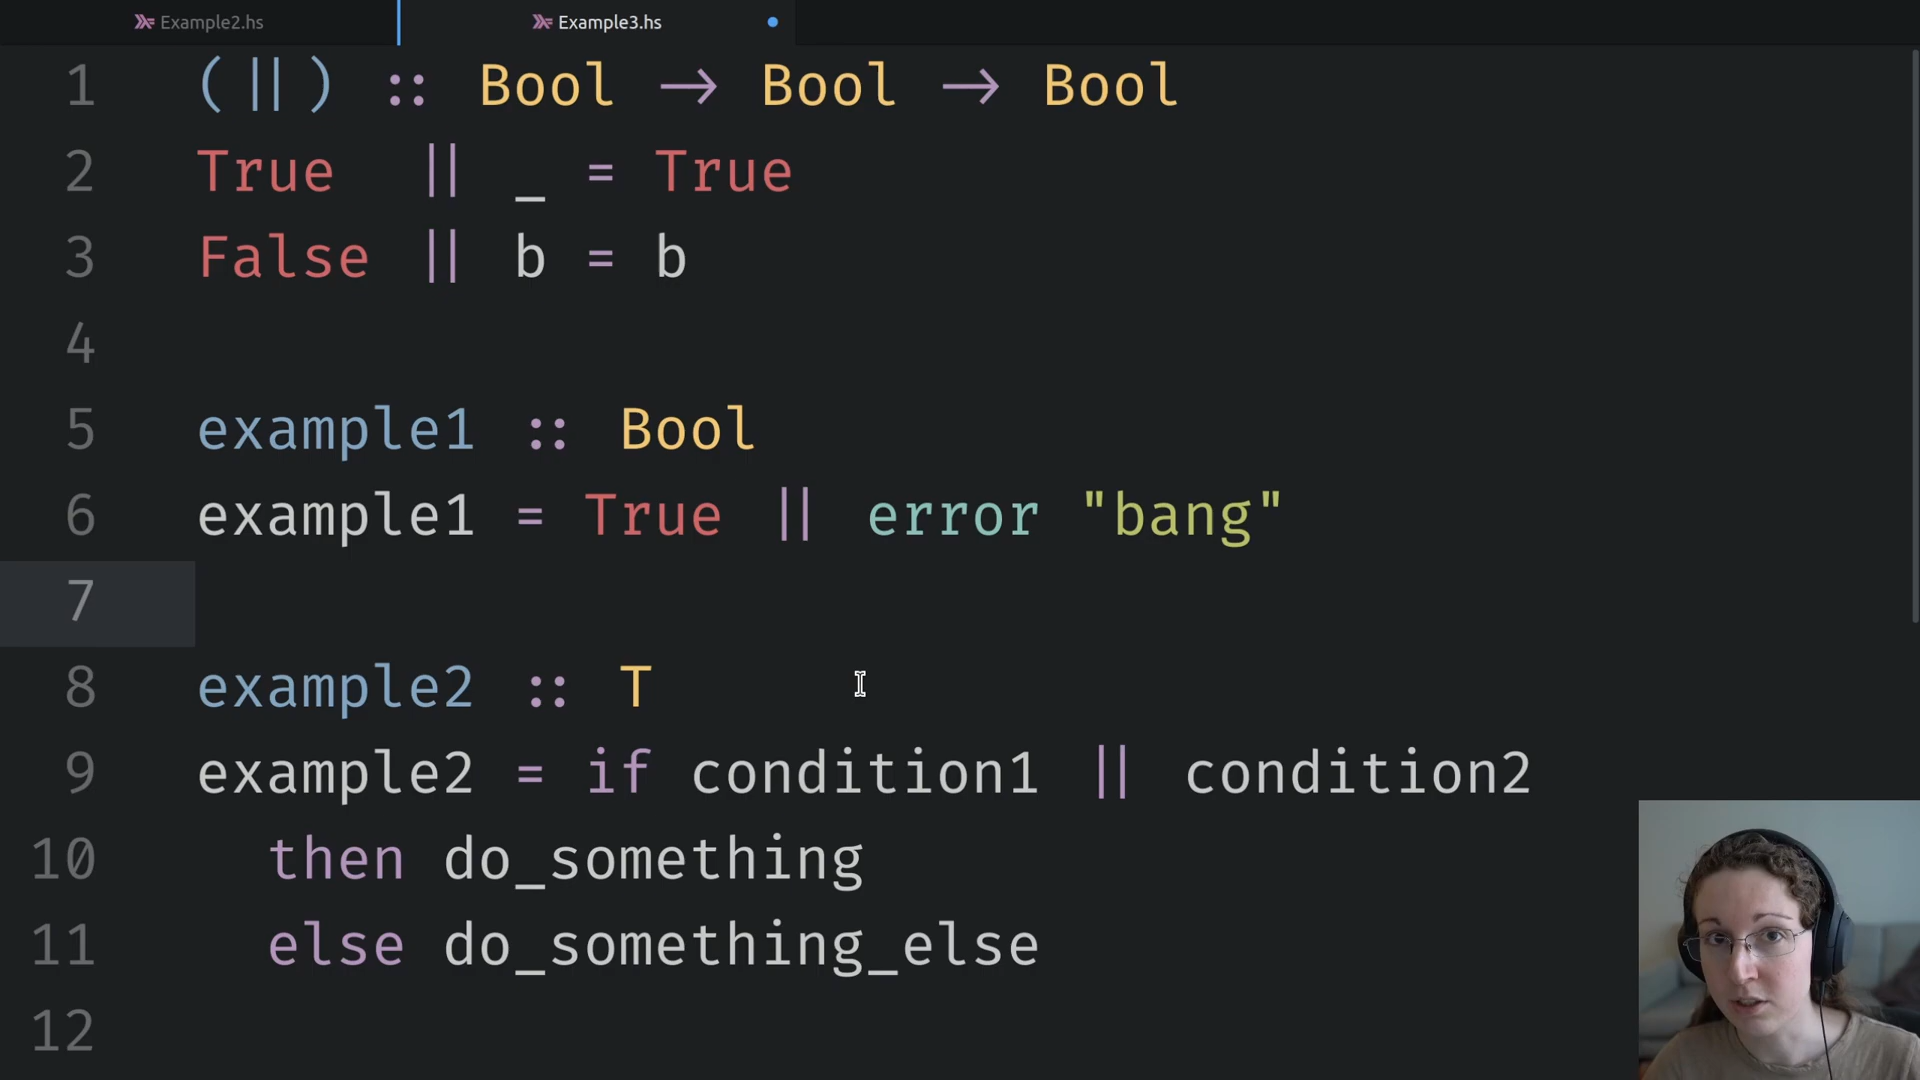 Example2.hs
Example3.hs
1 (||) :: Bool → Bool → Bool
2 True || _ = True
3 False || b = b
4
5 example1 :: Bool
6 example1 = True || error "bang"
7
8 example2 :: T
9 example2 = if condition1 || condition2
10 then do_something
11 else do_something_else
12